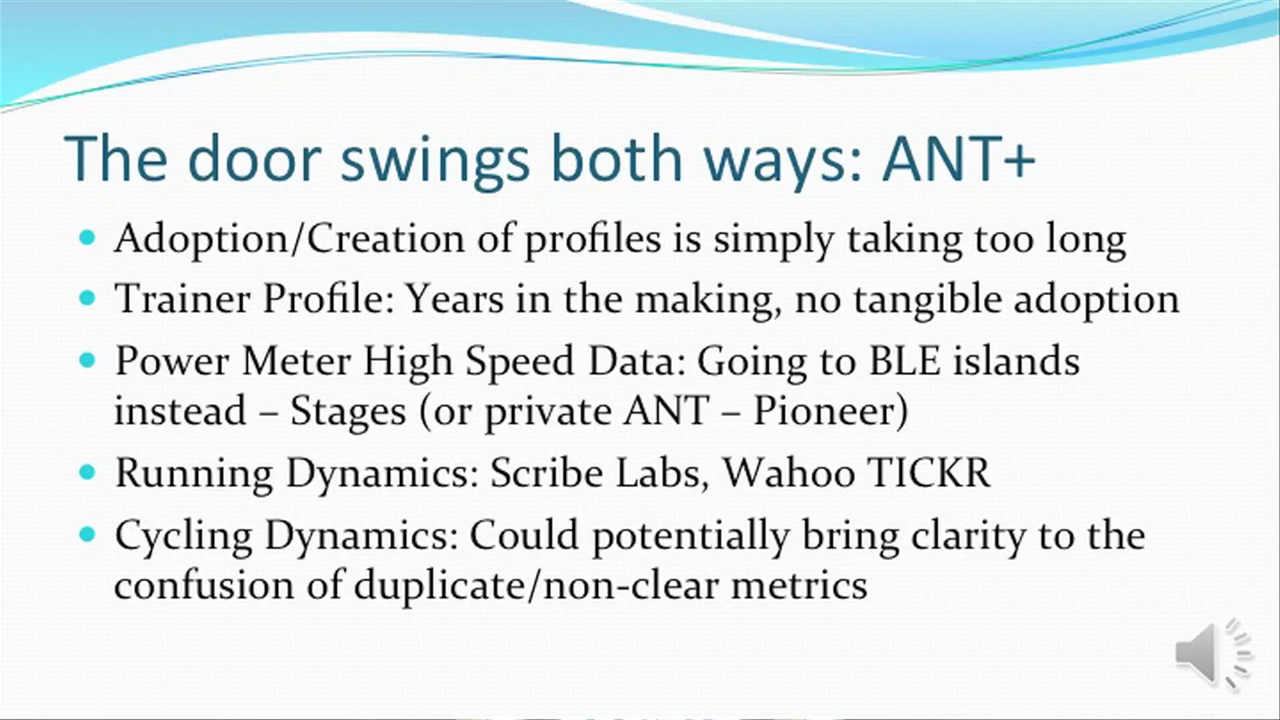 The door swings both ways: ANT+
Adoption/Creation of profiles is simply taking too long
Trainer Profile: Years in the making, no tangible adoption
Power Meter High Speed Data: Going to BLE islands
instead – Stages (or private ANT – Pioneer)
Running Dynamics: Scribe Labs, Wahoo TICKR
Cycling Dynamics: Could potentially bring clarity to the
confusion of duplicate/non-clear metrics